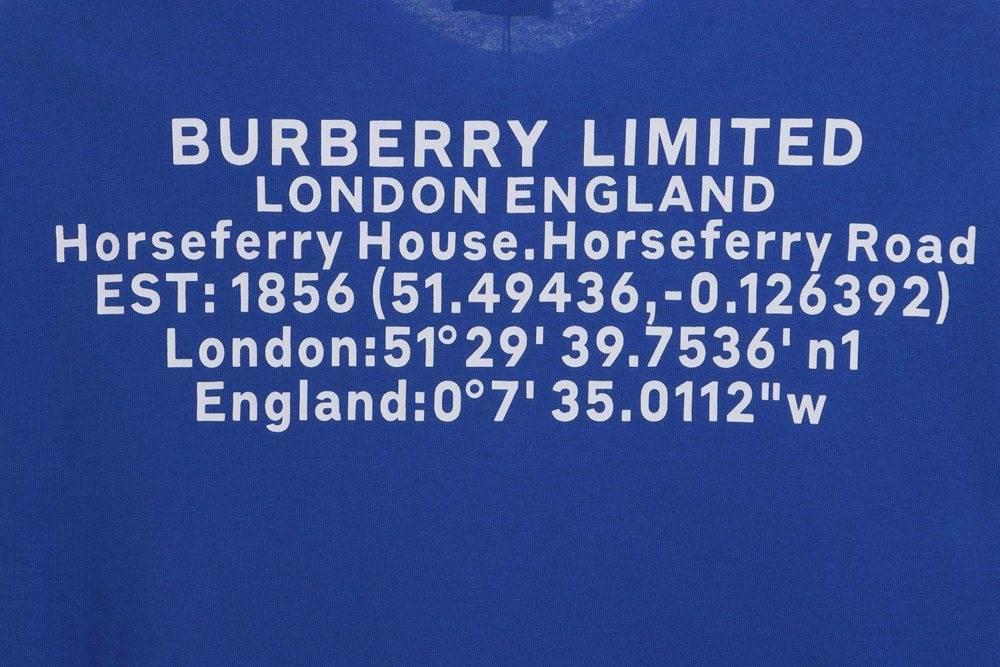 BURBERRY LIMITED
LONDON ENGLAND
Horseferry House.Horseferry Road
EST: 1856 (51.49436,-0.126392)
London:51°29' 39.7536' n1
England:0°7' 35.0112"w